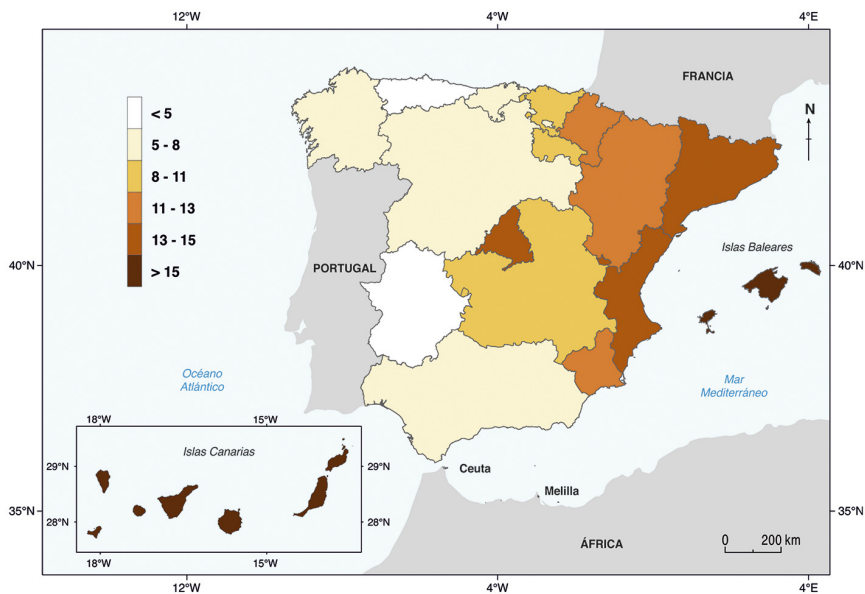 12°W
4°W
4°E
FRANCIA
N
< 5
5 - 8
8 - 11
11 - 13
13 - 15
> 15
Islas Baleares
40°N
PORTUGAL
40°N
Océano
Atlántico
Mar
Mediterráneo
18°W
15°W
Islas Canarias
29°N
29°N
28°N
28°N
18°W
15°W
Ceuta
Melilla
35°N
35°N
ÁFRICA
0
200 km
12°W
4°W
4°E